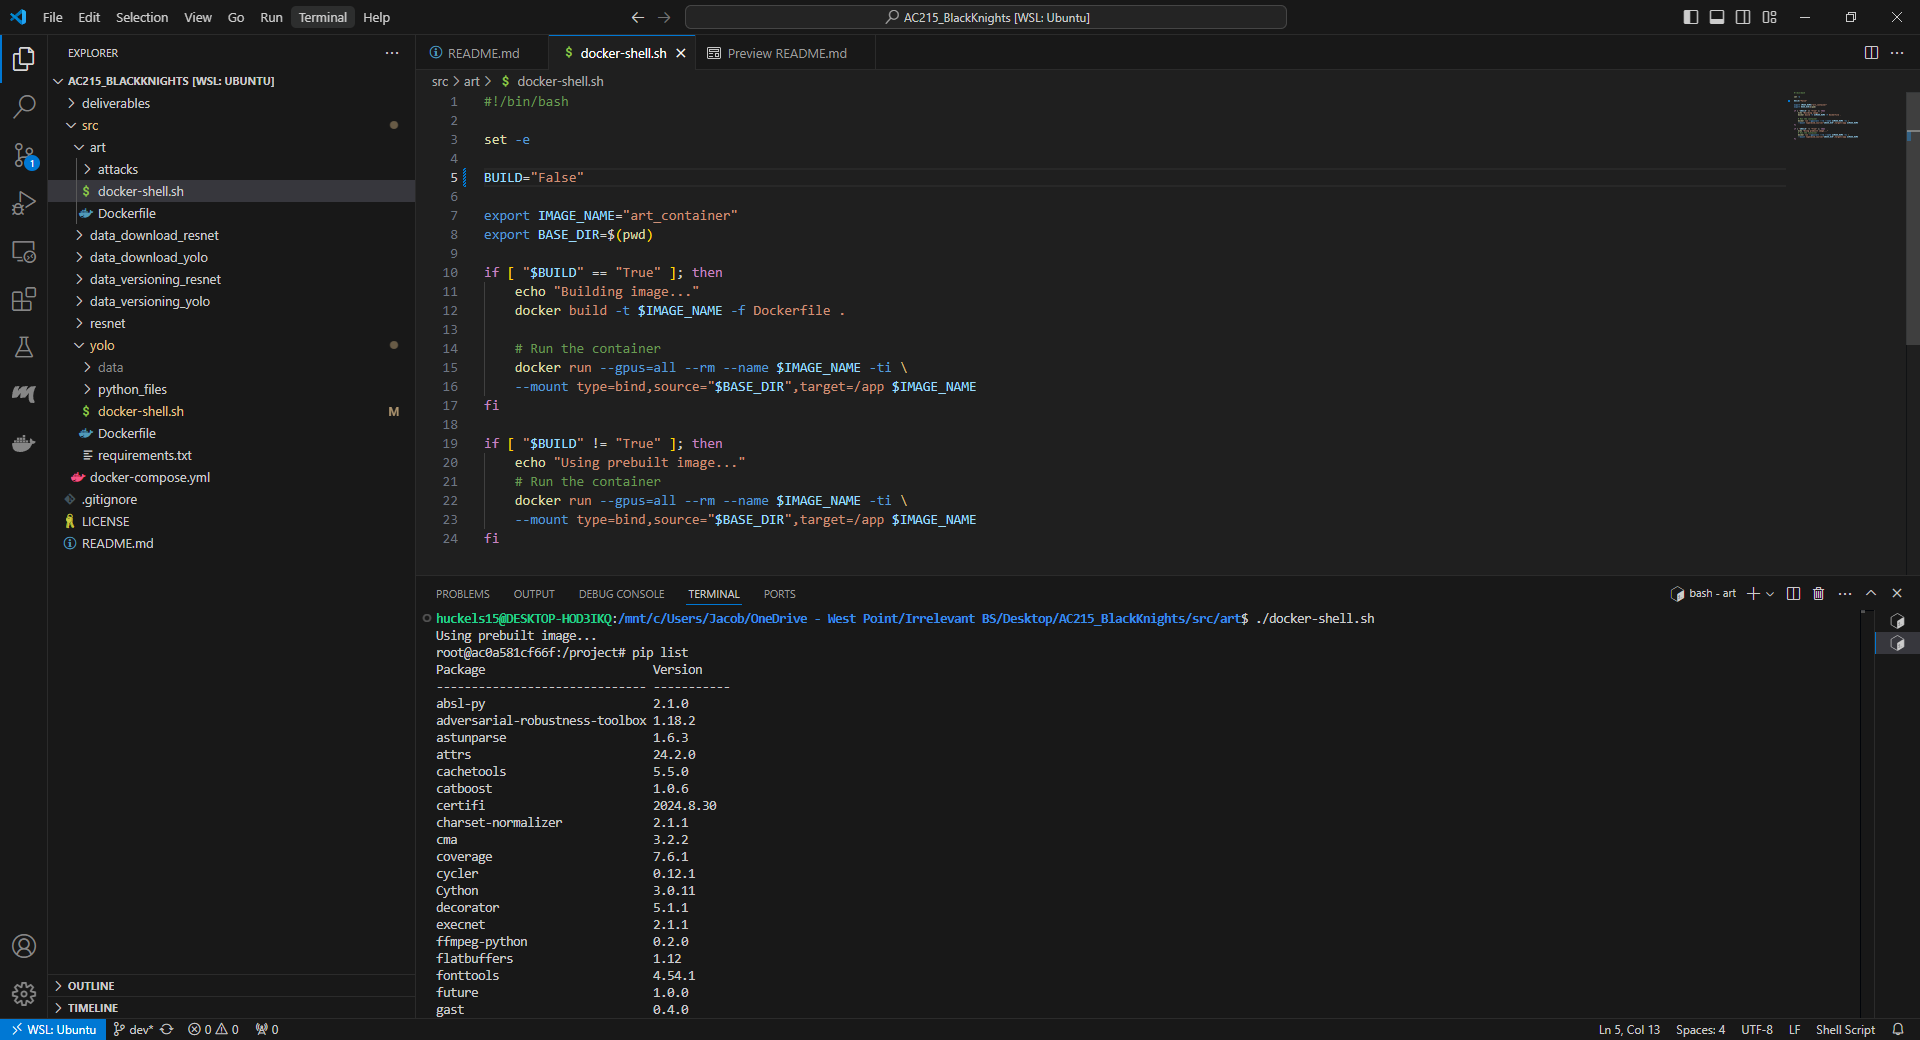 File Edit Selection View Go Run Terminal Help
AC215_BlackKnights [WSL: Ubuntu]
EXPLORER
AC215_BLACKKNIGHTS [WSL: UBUNTU]
deliverables
src
art
attacks
$ docker-shell.sh
Dockerfile
data_download_resnet
data_download_yolo
data_versioning_resnet
data_versioning_yolo
resnet
yolo
data
python_files
$ docker-shell.sh M
Dockerfile
requirements.txt
docker-compose.yml
.gitignore
LICENSE
README.md
1
OUTLINE
TIMELINE
README.md
$ docker-shell.sh
Preview README.md
src > art > $ docker-shell.sh
1 #!/bin/bash
2
3 set -e
4
5 BUILD="False"
6
7 export IMAGE_NAME="art_container"
8 export BASE_DIR=$(pwd)
9
10 if [ "$BUILD" == "True" ]; then
11 echo "Building image..."
12 docker build -t $IMAGE_NAME -f Dockerfile .
13
14 # Run the container
15 docker run --gpus=all --rm --name $IMAGE_NAME -ti \
16 --mount type=bind,source="$BASE_DIR",target=/app $IMAGE_NAME
17 fi
18
19 if [ "$BUILD" != "True" ]; then
20 echo "Using prebuilt image..."
21 # Run the container
22 docker run --gpus=all --rm --name $IMAGE_NAME -ti \
23 --mount type=bind,source="$BASE_DIR",target=/app $IMAGE_NAME
24 fi
PROBLEMS OUTPUT DEBUG CONSOLE TERMINAL PORTS
bash - art
huckels15@DESKTOP-HOD3IKQ:/mnt/c/Users/Jacob/OneDrive - West Point/Irrelevant BS/Desktop/AC215_BlackKnights/src/art$ ./docker-shell.sh
Using prebuilt image...
root@ac0a581cf66f:/project# pip list
Package Version
------------------------------ -----------
absl-py 2.1.0
adversarial-robustness-toolbox 1.18.2
astunparse 1.6.3
attrs 24.2.0
cachetools 5.5.0
catboost 1.0.6
certifi 2024.8.30
charset-normalizer 2.1.1
cma 3.2.2
coverage 7.6.1
cycler 0.12.1
Cython 3.0.11
decorator 5.1.1
execnet 2.1.1
ffmpeg-python 0.2.0
flatbuffers 1.12
fonttools 4.54.1
future 1.0.0
gast 0.4.0
WSL: Ubuntu dev* 0 0 0
Ln 5, Col 13 Spaces: 4 UTF-8 LF Shell Script